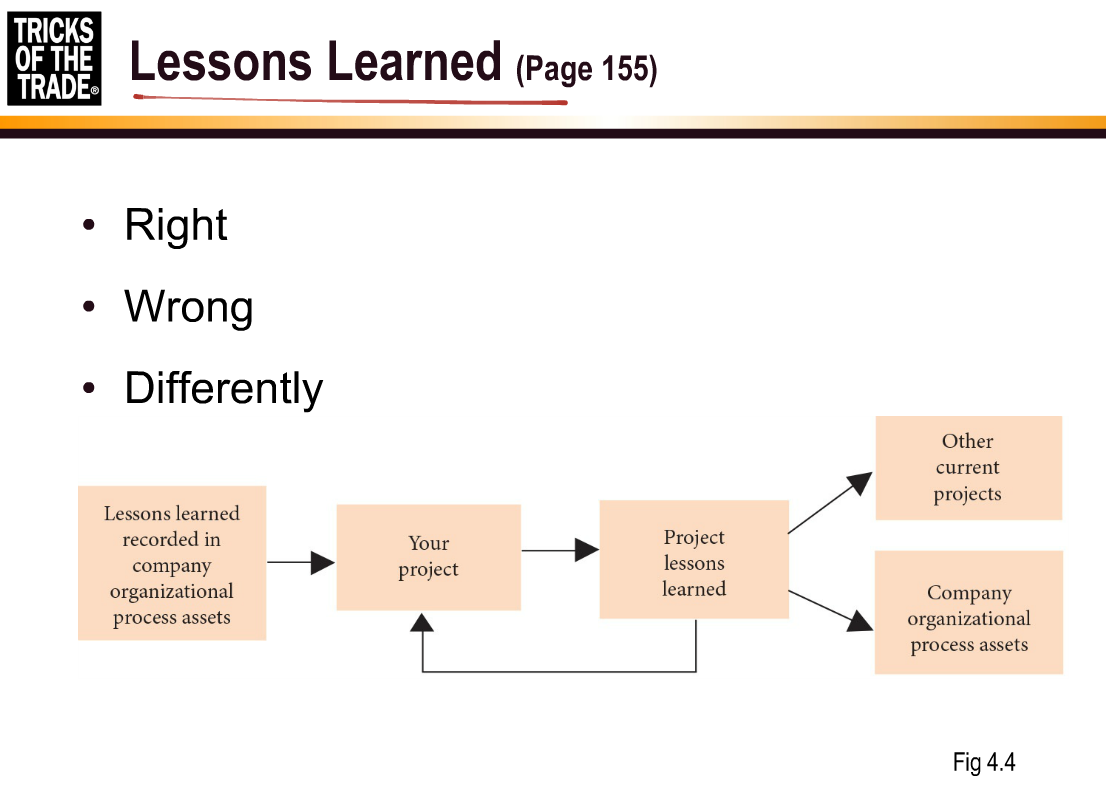 TRICKS
OF THE
TRADE®
Lessons Learned (Page 155)
• Right
• Wrong
• Differently
Lessons learned
recorded in
company
organizational
process assets
Your
project
Project
lessons
learned
Other
current
projects
Company
organizational
process assets
Fig 4.4